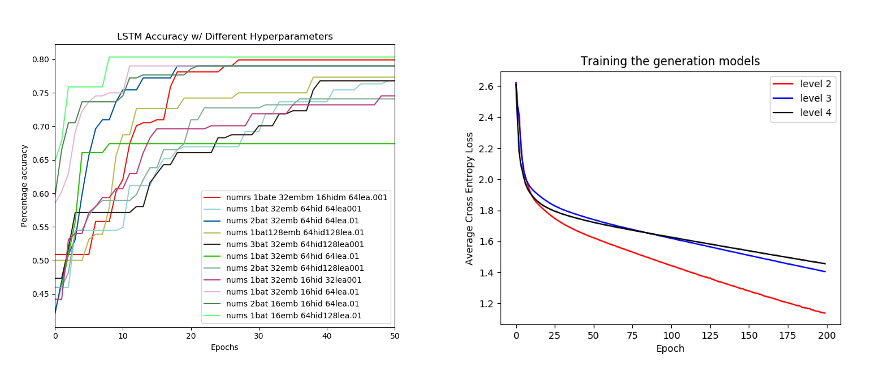 LSTM Accuracy w/ Different Hyperparameters
Percentage accuracy
0.80
0.75
0.70
0.65
0.60
0.55
0.50
0.45
numrs 1bate 32embm 16hidm 64lea.001
nums 1bat 32emb 64hid 64lea001
nums 2bat 32emb 64hid 64lea.01
nums 1bat128emb 64hid128lea.01
nums 3bat 32emb 64hid128lea001
nums 1bat 32emb 64hid 64lea.01
nums 2bat 32emb 64hid128lea001
nums 1bat 32emb 16hid 32lea001
nums 1bat 32emb 16hid 64lea.01
nums 2bat 16emb 64hid 64lea.01
nums 1bat 16emb 64hid128lea.01
0 10 20 30 40 50
Epochs
Training the generation models
Average Cross Entropy Loss
2.6
2.4
2.2
2.0
1.8
1.6
1.4
1.2
level 2
level 3
level 4
0 25 50 75 100 125 150 175 200
Epoch